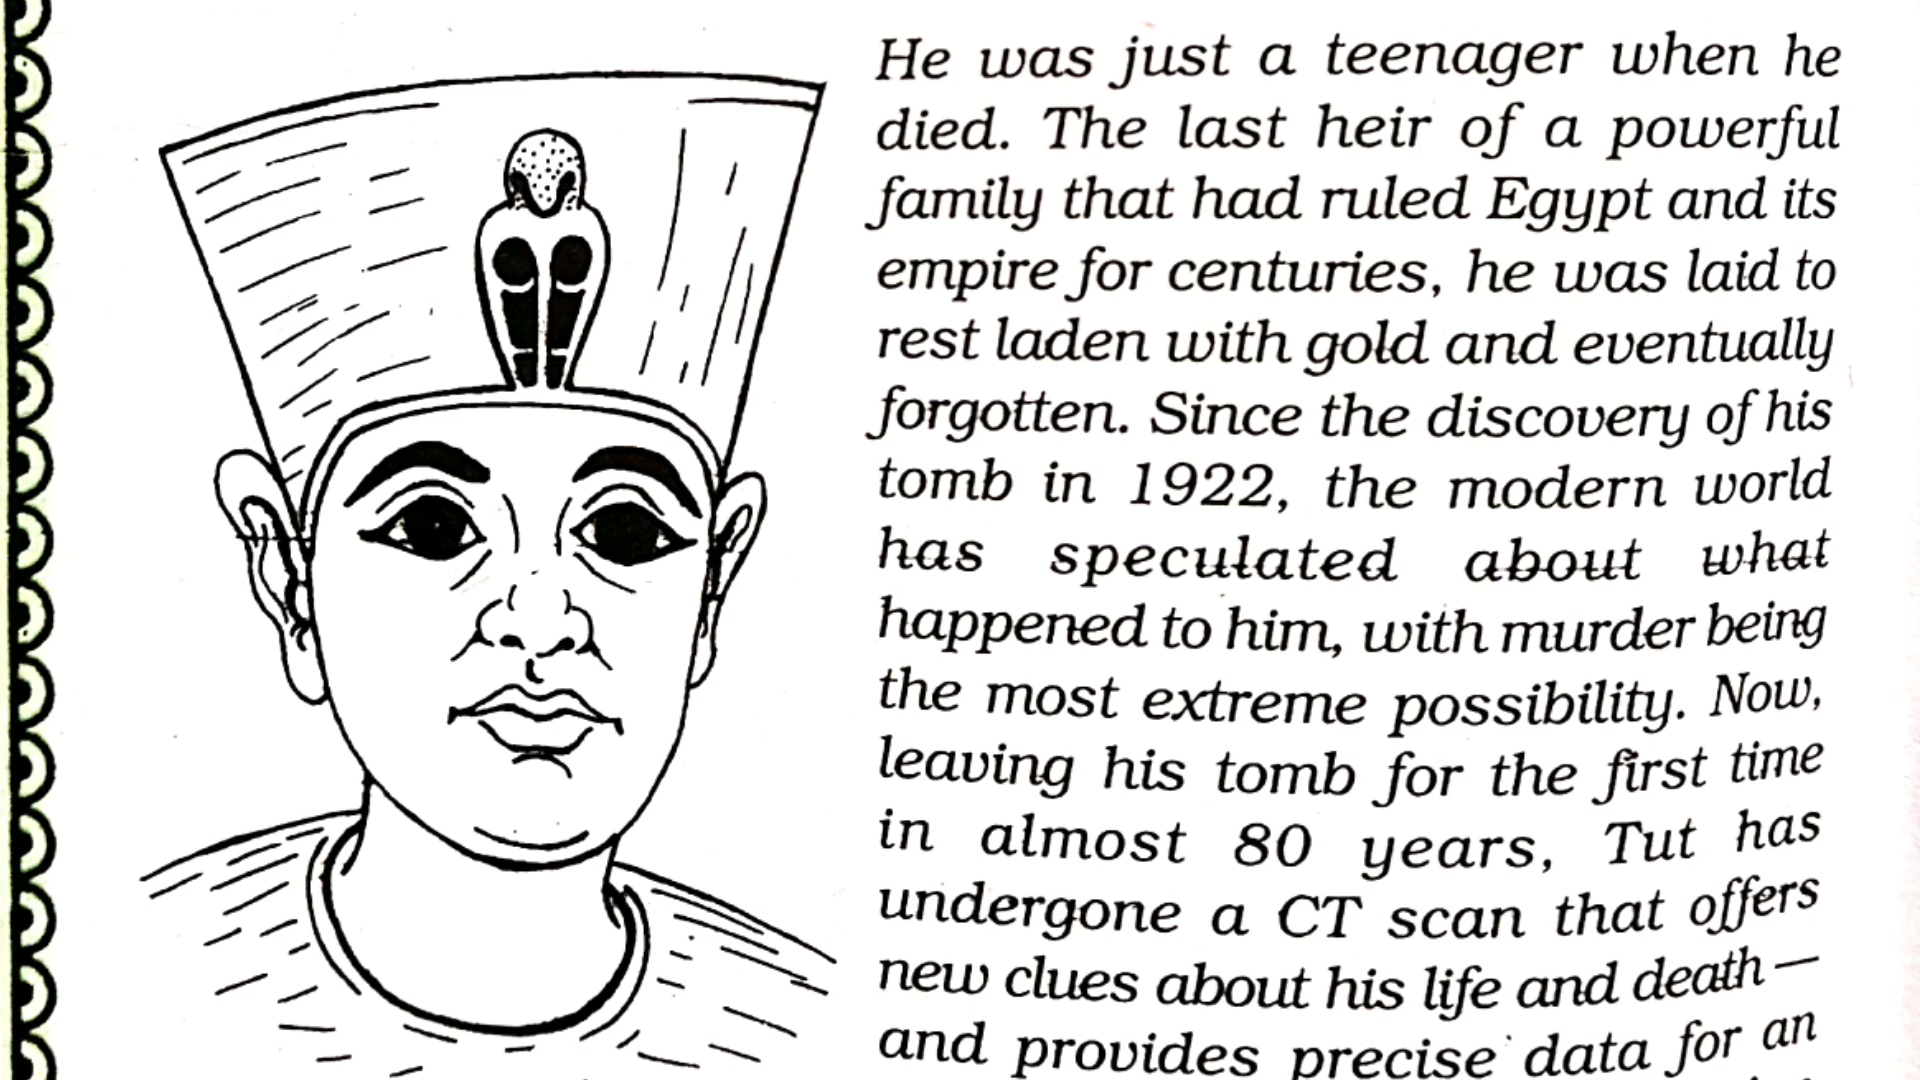 He was just a teenager when he
died. The last heir of a powerful
family that had ruled Egypt and its
empire for centuries, he was laid to
rest laden with gold and eventually
forgotten. Since the discovery of his
tomb in 1922, the modern world
has speculated about what
happened to him, with murder being
the most extreme possibility. Now,
leaving his tomb for the first time
in almost 80 years, Tut has
undergone a CT scan that offers
new clues about his life and death—
and provides precise data for an